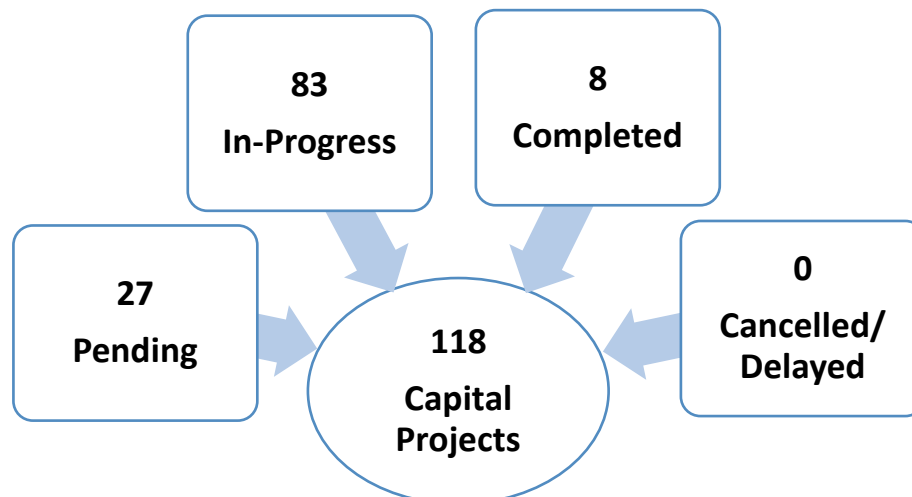 83
In-Progress
8
Completed
27
Pending
0
Cancelled/
Delayed
118
Capital
Projects